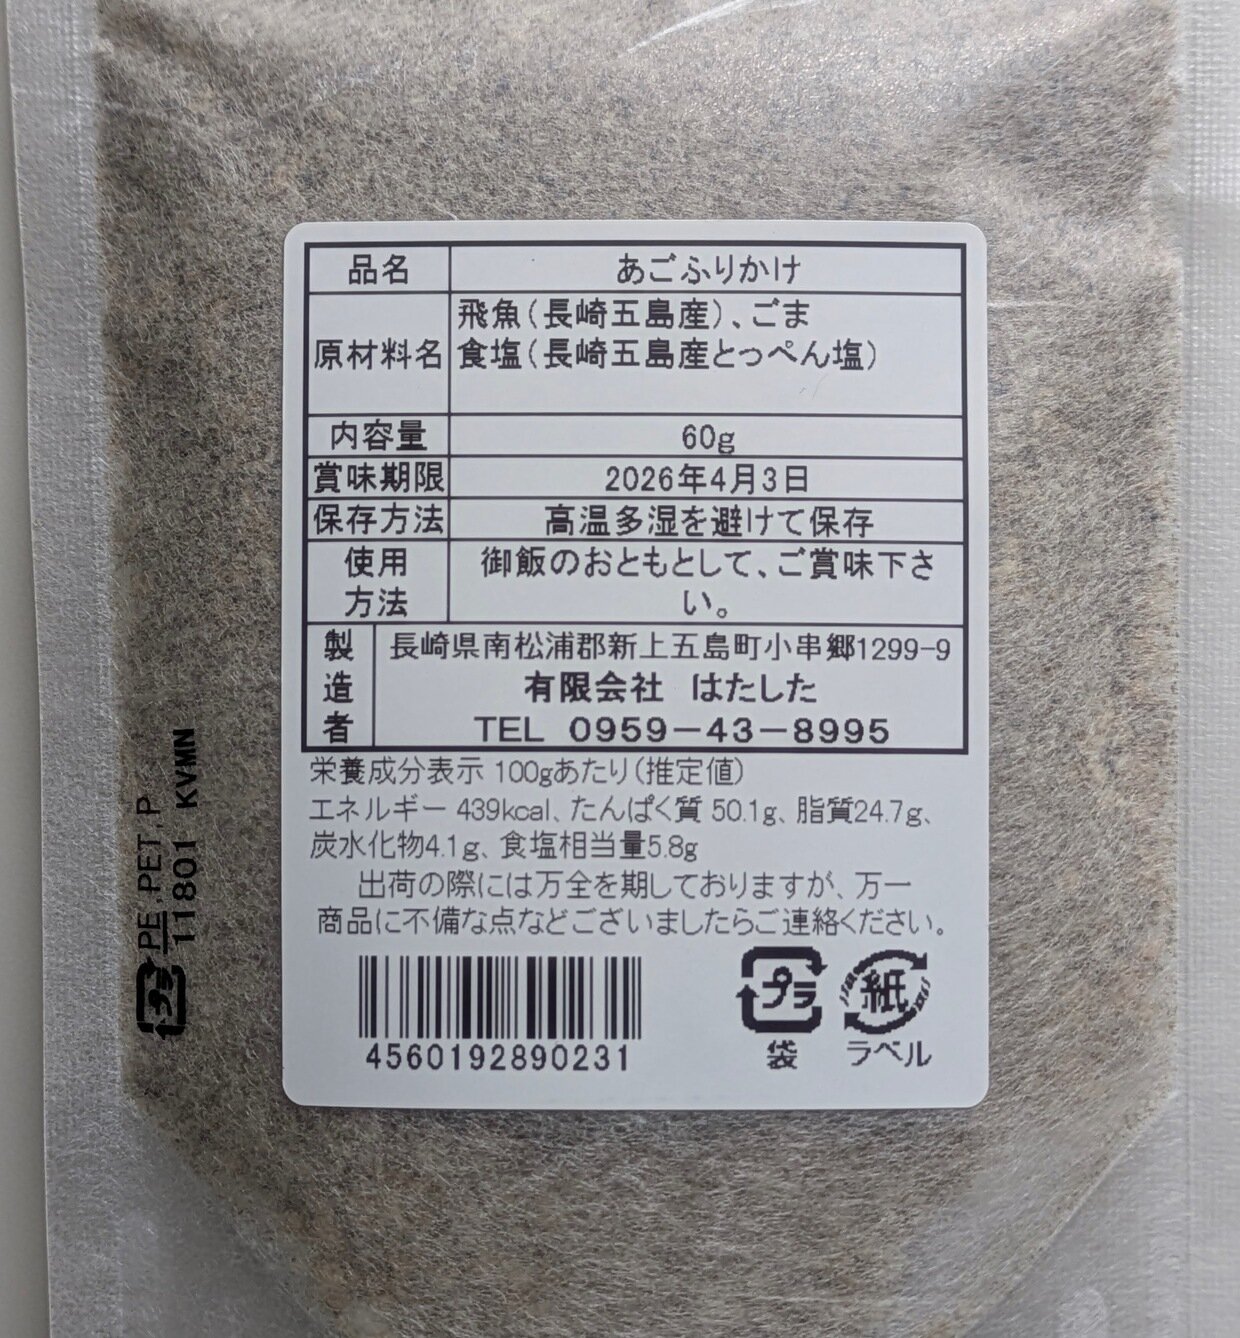 品名 あごふりかけ
原材料名 飛魚(長崎五島産)、ごま
食塩(長崎五島産とっぺん塩)
内容量 60g
賞味期限 2026年4月3日
保存方法 高温多湿を避けて保存
使用方法 御飯のおともとして、ご賞味下さ
い。
製造者 長崎県南松浦郡新上五島町小串郷1299-9
有限会社 はたした
TEL 0959-43-8995
栄養成分表示 100gあたり(推定値)
エネルギー 439kcal、たんぱく質 50.1g、脂質24.7g、
炭水化物4.1g、食塩相当量5.8g
出荷の際には万全を期しておりますが、万一
商品に不備な点などございましたらご連絡ください。
4560192890231
プラ 紙
袋 ラベル
プラ PE,PET,P
11801 KVMN